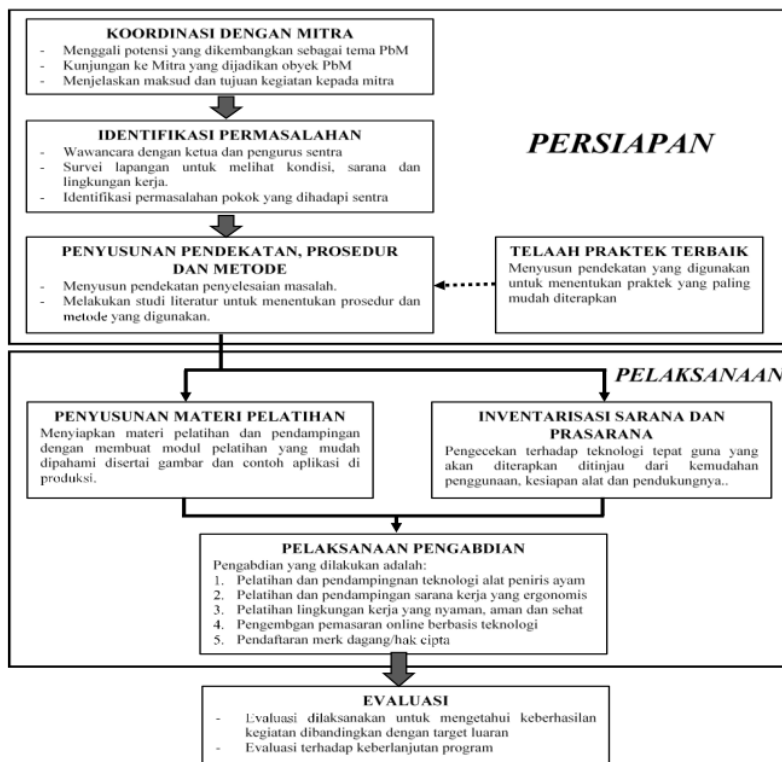 KOORDINASI DENGAN MITRA
- Menggali potensi yang dikembangkan sebagai tema PbM
- Kunjungan ke Mitra yang dijadikan obyek PbM
- Menjelaskan maksud dan tujuan kegiatan kepada mitra
IDENTIFIKASI PERMASALAHAN
- Wawancara dengan ketua dan pengurus sentra
- Survei lapangan untuk melihat kondisi, sarana dan
lingkungan kerja.
- Identifikasi permasalahan pokok yang dihadapi sentra
PERSIAPAN
PENYUSUNAN PENDEKATAN, PROSEDUR
DAN METODE
- Menyusun pendekatan penyelesaian masalah.
- Melakukan studi literatur untuk menentukan prosedur dan
metode yang digunakan.
TELAAH PRAKTEK TERBAIK
Menyusun pendekatan yang digunakan
untuk menentukan praktek yang paling
mudah diterapkan
PELAKSANAAN
PENYUSUNAN MATERI PELATIHAN
Menyiapkan materi pelatihan dan pendampingan
dengan membuat modul pelatihan yang mudah
dipahami disertai gambar dan contoh aplikasi di
produksi.
INVENTARISASI SARANA DAN
PRASARANA
Pengecekan terhadap teknologi tepat guna yang
akan diterapkan ditinjau dari kemudahan
penggunaan, kesiapan alat dan pendukungnya..
PELAKSANAAN PENGABDIAN
Pengabdian yang dilakukan adalah:
1. Pelatihan dan pendampingnan teknologi alat peniris ayam
2. Pelatihan dan pendampingan sarana kerja yang ergonomis
3. Pelatihan lingkungan kerja yang nyaman, aman dan sehat
4. Pengembgan pemasaran online berbasis teknologi
5. Pendaftaran merk dagang/hak cipta
EVALUASI
- Evaluasi dilaksanakan untuk mengetahui keberhasilan
kegiatan dibandingkan dengan target luaran
- Evaluasi terhadap keberlanjutan program